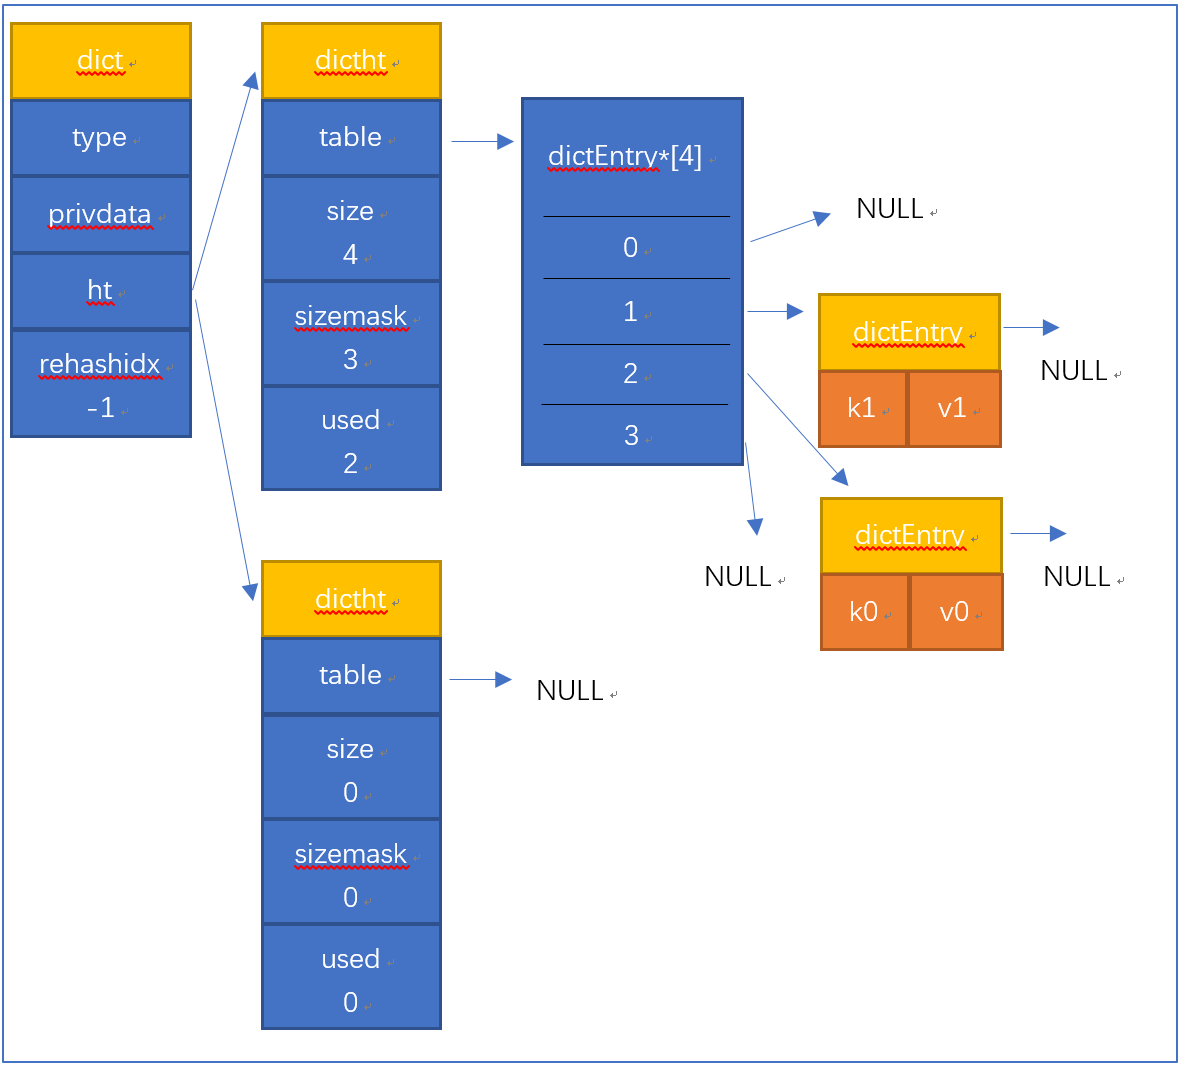 dict
type
privdata
ht
rehashidx
-1
dictht
table
size
4
sizemask
3
used
2
dictEntry*[4]
0
1
2
3
NULL
dictEntry
k1 v1
NULL
dictEntry
k0 v0
NULL
NULL
dictht
table
size
0
sizemask
0
used
0
NULL